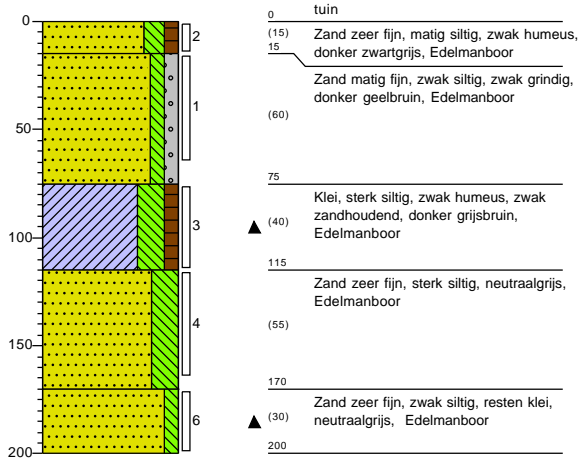 0
50
100
150
200
2
1
3
4
6
0
tuin
(15)
Zand zeer fijn, matig siltig, zwak humeus,
donker zwartgrijs, Edelmanboor
15
Zand matig fijn, zwak siltig, zwak grindig,
donker geelbruin, Edelmanboor
(60)
75
Klei, sterk siltig, zwak humeus, zwak
zandhoudend, donker grijsbruin,
Edelmanboor
(40)
115
Zand zeer fijn, sterk siltig, neutraalgrijs,
Edelmanboor
(55)
170
Zand zeer fijn, zwak siltig, resten klei,
neutraalgrijs, Edelmanboor
(30)
200